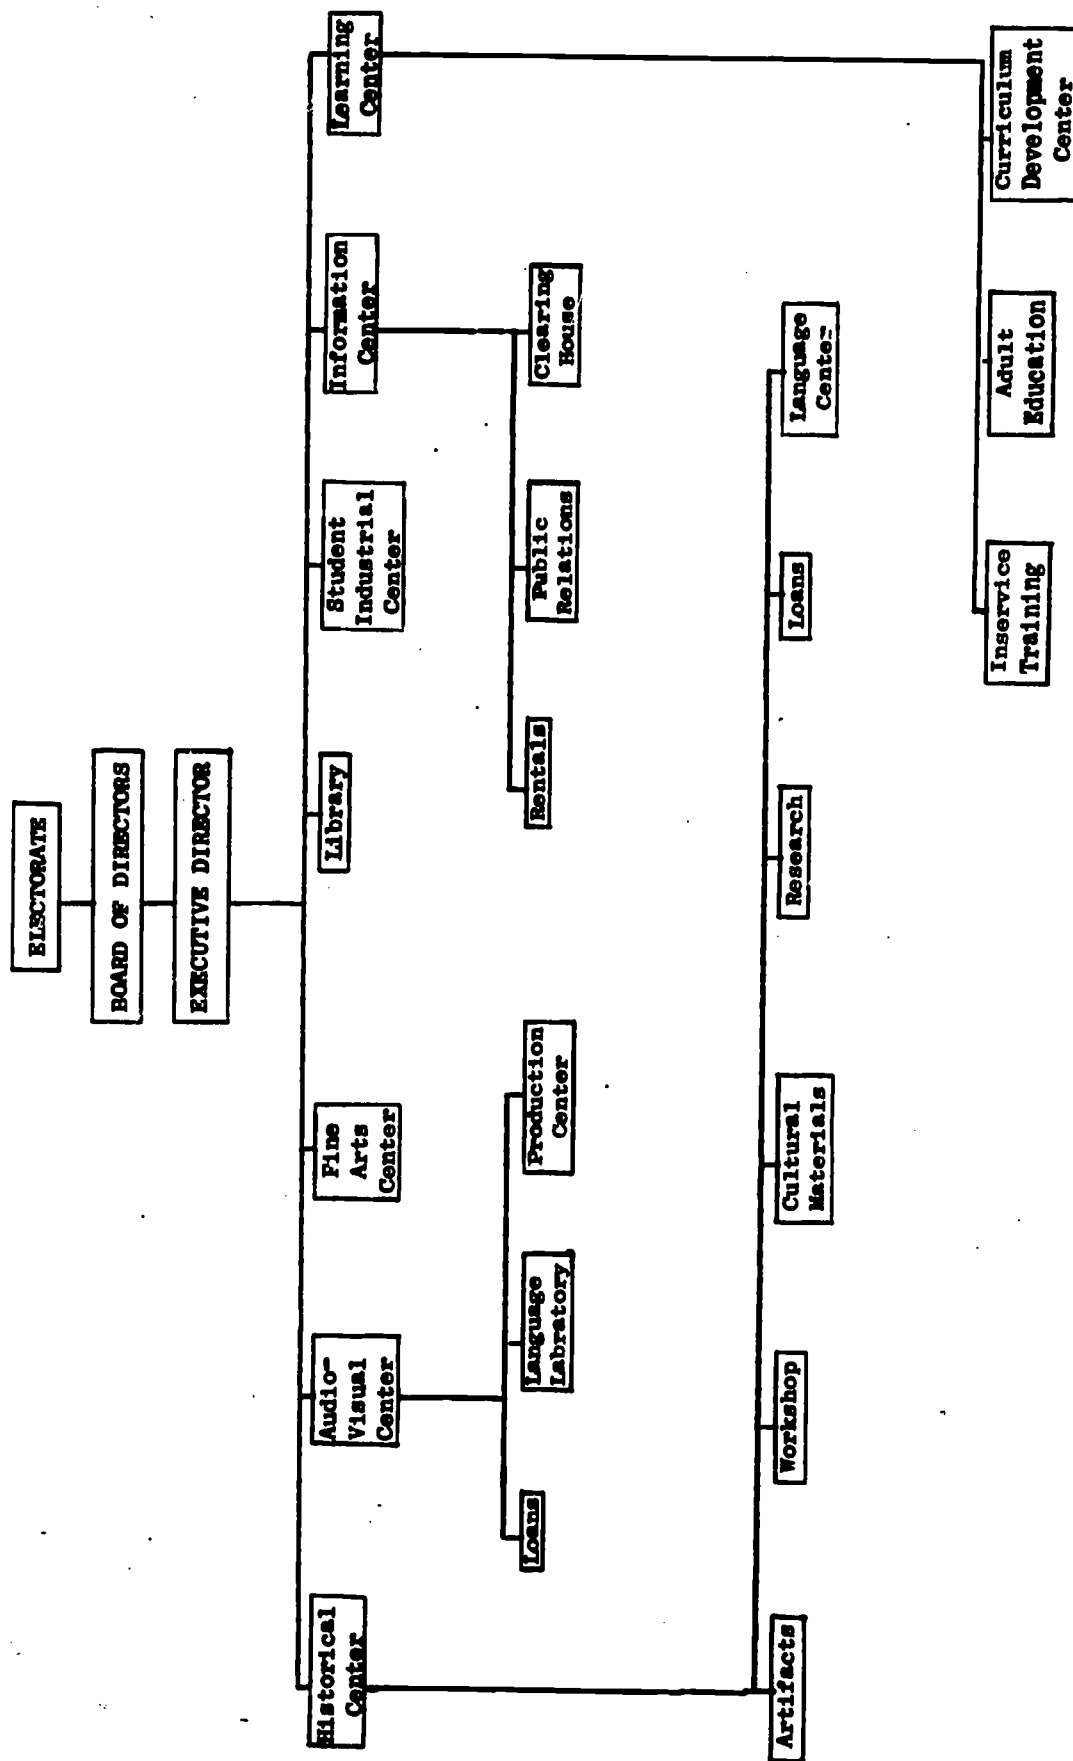 ELECTORATE
BOARD OF DIRECTORS
EXECUTIVE DIRECTOR
Historical
Center
Audio-
Visual
Center
Fine
Arts
Center
Library
Student
Industrial
Center
Information
Center
Learning
Center
Loans
Language
Labratory
Production
Center
Rentals
Public
Relations
Clearing
House
Artifacts
Workshop
Cultural
Materials
Research
Loans
Language
Center
Inservice
Training
Adult
Education
Curriculum
Development
Center